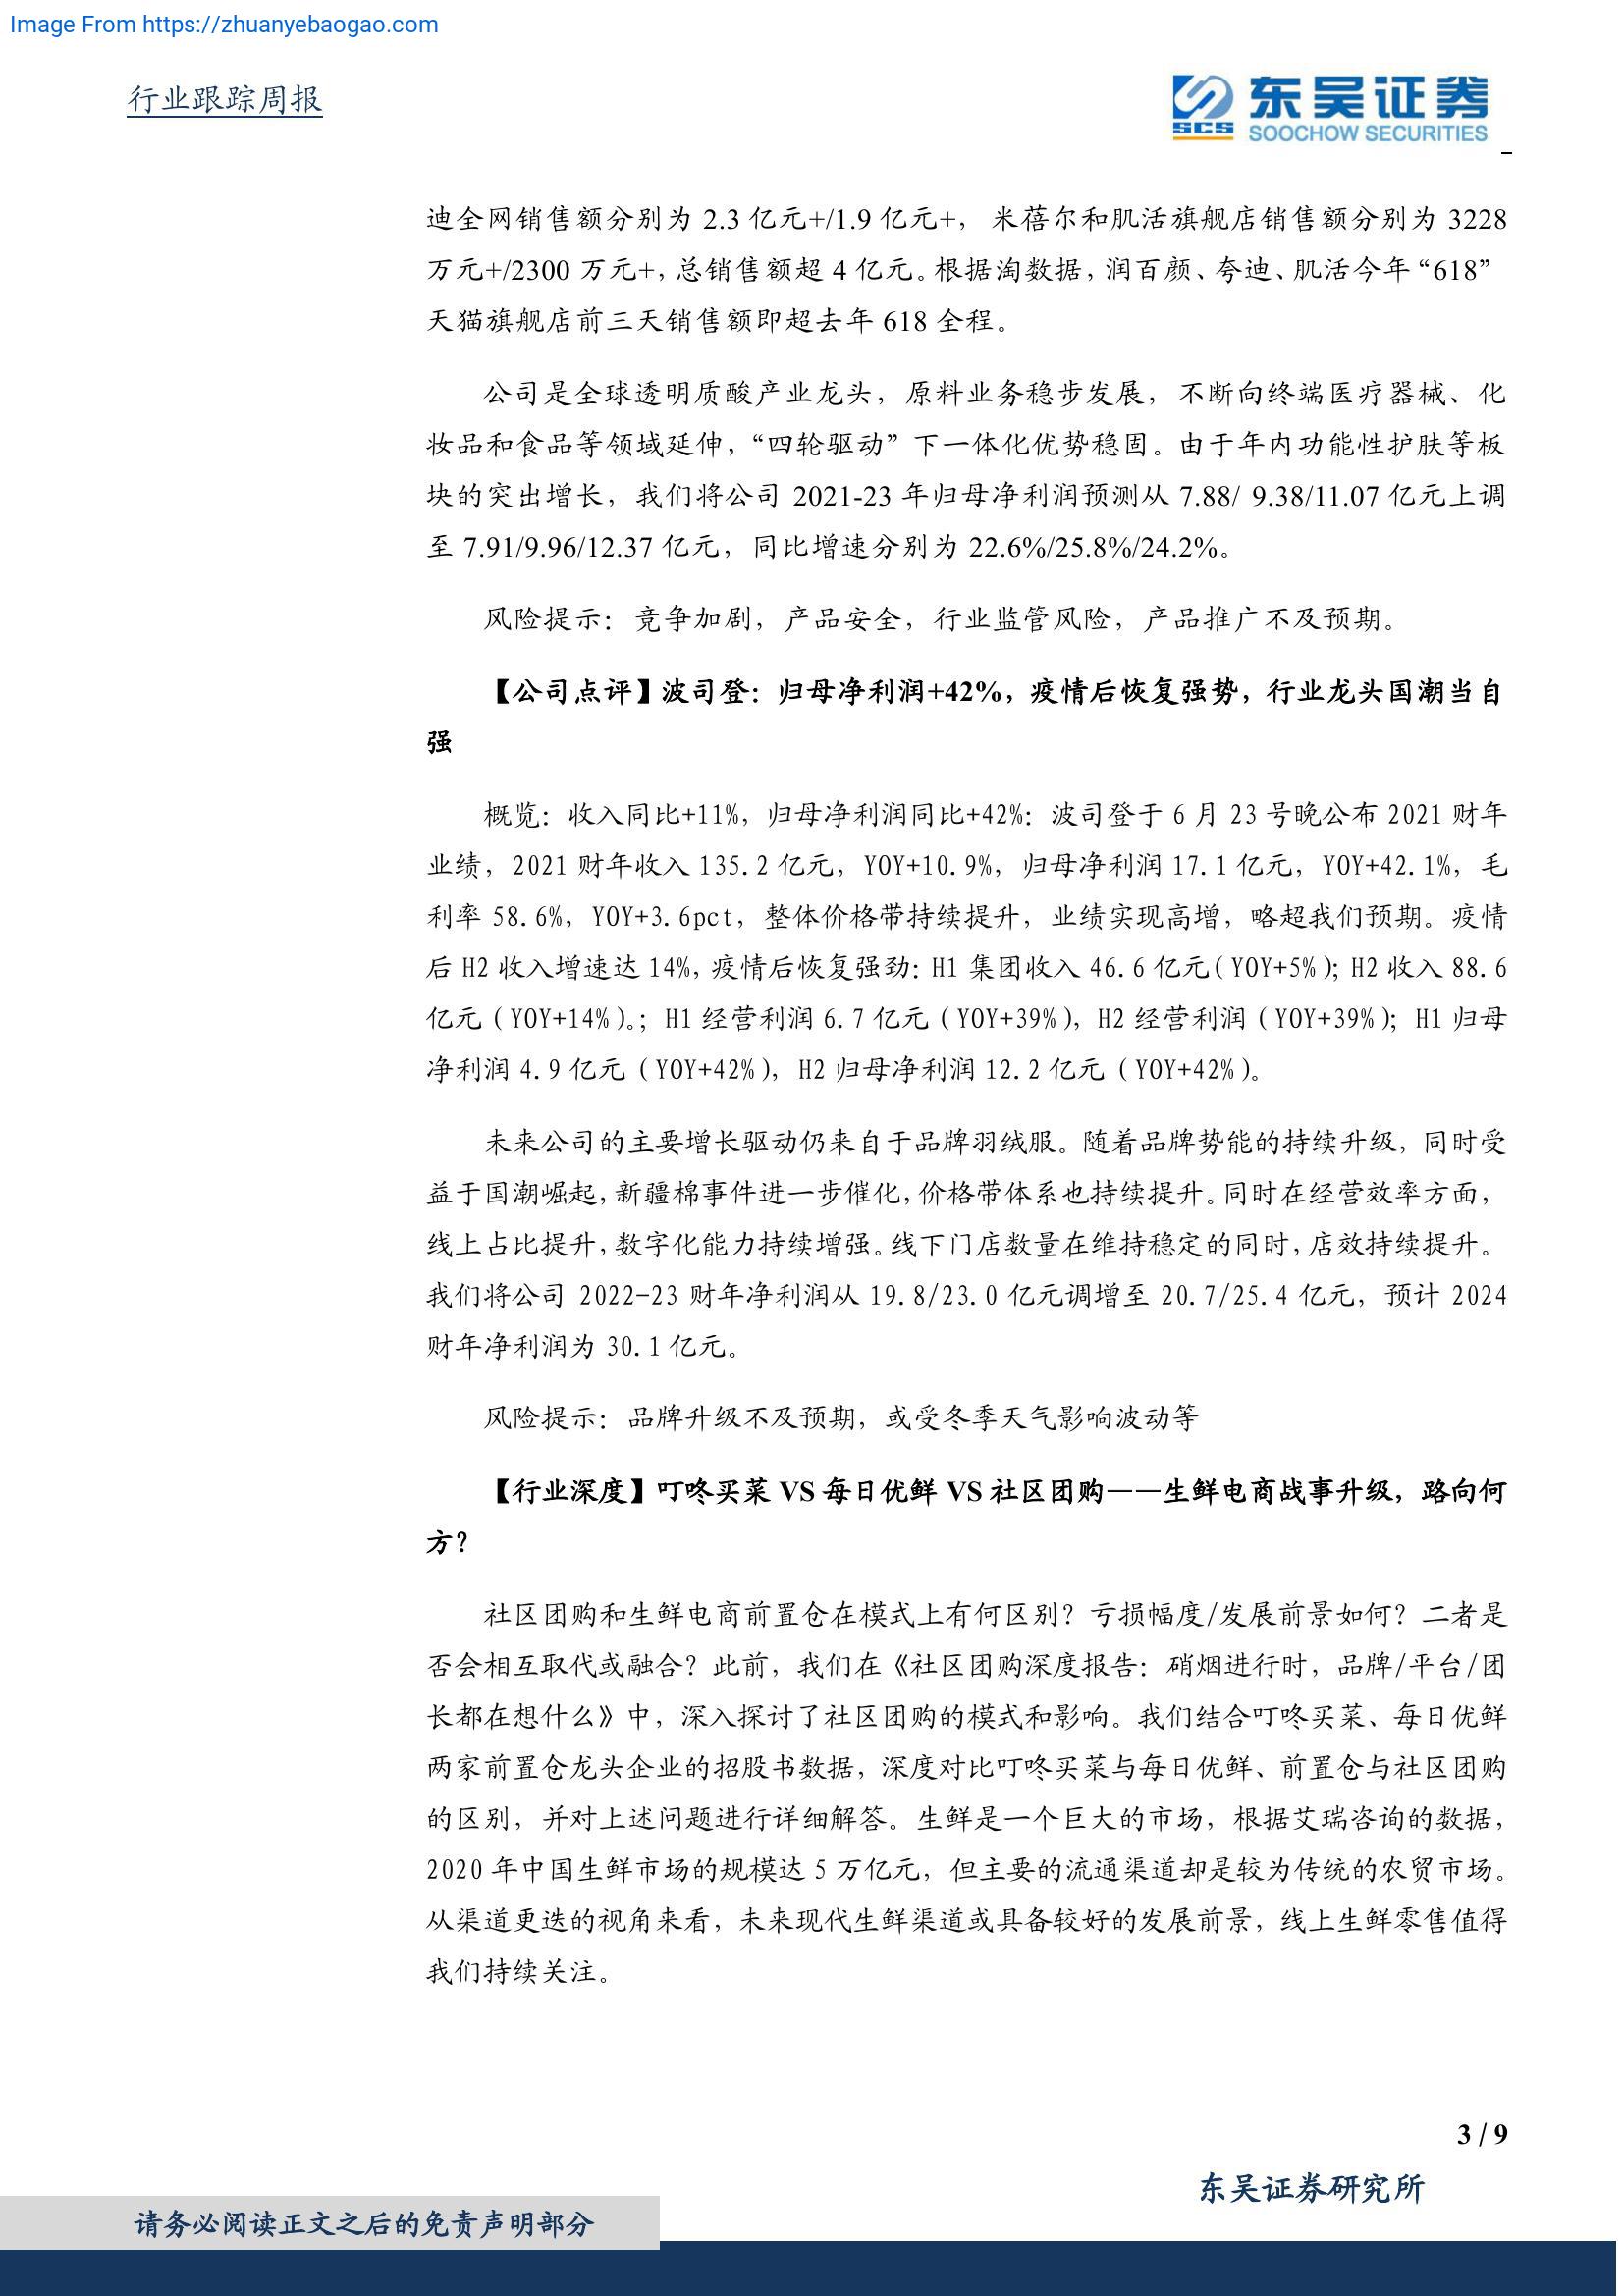 Image From https://zhuanyebaogao.com
行业跟踪周报
东吴证券
SCS
SOOCHOW SECURITIES
迪全网销售额分别为 2.3 亿元+/1.9 亿元+， 米蓓尔和肌活旗舰店销售额分别为 3228
万元+/2300 万元+，总销售额超 4 亿元。根据淘数据，润百颜、夸迪、肌活今年“618”
天猫旗舰店前三天销售额即超去年 618 全程。
公司是全球透明质酸产业龙头，原料业务稳步发展，不断向终端医疗器械、化
妆品和食品等领域延伸，“四轮驱动”下一体化优势稳固。由于年内功能性护肤等板
块的突出增长，我们将公司 2021-23 年归母净利润预测从 7.88/ 9.38/11.07 亿元上调
至 7.91/9.96/12.37 亿元，同比增速分别为 22.6%/25.8%/24.2%。
风险提示：竞争加剧，产品安全，行业监管风险，产品推广不及预期。
【公司点评】波司登：归母净利润+42%，疫情后恢复强势，行业龙头国潮当自
强
概览：收入同比+11%，归母净利润同比+42%：波司登于 6 月 23 号晚公布 2021 财年
业绩，2021 财年收入 135.2 亿元，YOY+10.9%，归母净利润 17.1 亿元，YOY+42.1%，毛
利率 58.6%，YOY+3.6pct，整体价格带持续提升，业绩实现高增，略超我们预期。疫情
后 H2 收入增速达 14%，疫情后恢复强劲：H1 集团收入 46.6 亿元（YOY+5%）；H2 收入 88.6
亿元（YOY+14%）。；H1 经营利润 6.7 亿元（YOY+39%），H2 经营利润（YOY+39%）；H1 归母
净利润 4.9 亿元（YOY+42%），H2 归母净利润 12.2 亿元（YOY+42%）。
未来公司的主要增长驱动仍来自于品牌羽绒服。随着品牌势能的持续升级，同时受
益于国潮崛起，新疆棉事件进一步催化，价格带体系也持续提升。同时在经营效率方面，
线上占比提升，数字化能力持续增强。线下门店数量在维持稳定的同时，店效持续提升。
我们将公司 2022-23 财年净利润从 19.8/23.0 亿元调增至 20.7/25.4 亿元，预计 2024
财年净利润为 30.1 亿元。
风险提示：品牌升级不及预期，或受冬季天气影响波动等
【行业深度】叮咚买菜 VS 每日优鲜 VS 社区团购——生鲜电商战事升级，路向何
方？
社区团购和生鲜电商前置仓在模式上有何区别？亏损幅度/发展前景如何？二者是
否会相互取代或融合？此前，我们在《社区团购深度报告：硝烟进行时，品牌/平台/团
长都在想什么》中，深入探讨了社区团购的模式和影响。我们结合叮咚买菜、每日优鲜
两家前置仓龙头企业的招股书数据，深度对比叮咚买菜与每日优鲜、前置仓与社区团购
的区别，并对上述问题进行详细解答。生鲜是一个巨大的市场，根据艾瑞咨询的数据，
2020 年中国生鲜市场的规模达 5 万亿元，但主要的流通渠道却是较为传统的农贸市场。
从渠道更迭的视角来看，未来现代生鲜渠道或具备较好的发展前景，线上生鲜零售值得
我们持续关注。
3 / 9
东吴证券研究所
请务必阅读正文之后的免责声明部分